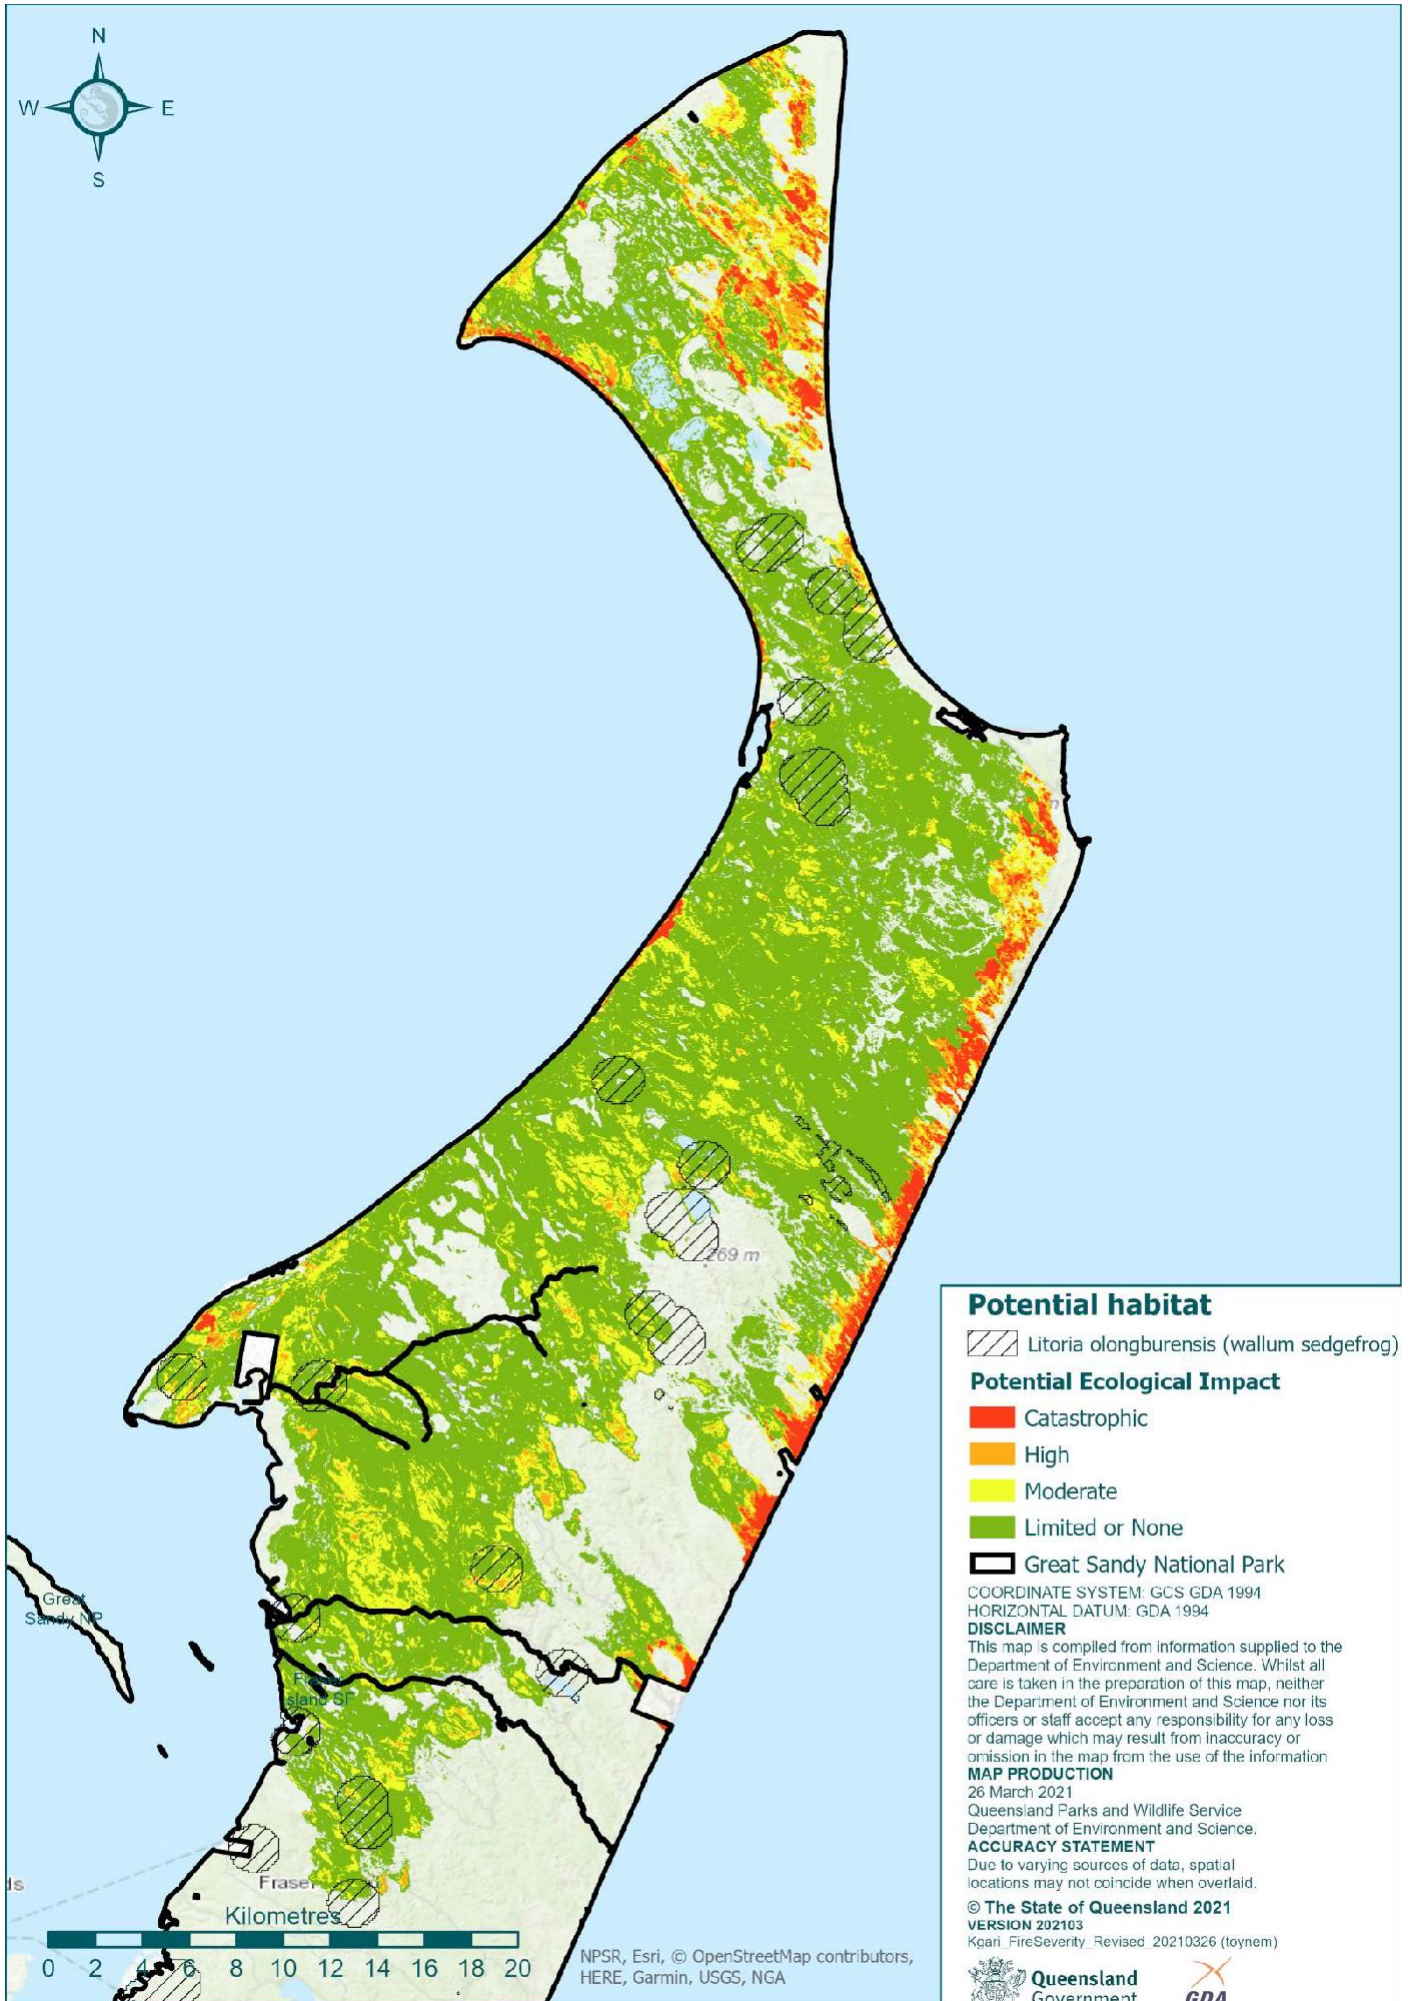 N
W E
S
m
269 m
Great
Sandy NP
Fraser
Island SF
Fraser
ds
Kilometres
0 2 4 6 8 10 12 14 16 18 20
NPSR, Esri, © OpenStreetMap contributors,
HERE, Garmin, USGS, NGA
Potential habitat
Litoria olongburensis (wallum sedgefrog)
Potential Ecological Impact
Catastrophic
High
Moderate
Limited or None
Great Sandy National Park
COORDINATE SYSTEM: GCS GDA 1994
HORIZONTAL DATUM: GDA 1994
DISCLAIMER
This map is compiled from information supplied to the
Department of Environment and Science. Whilst all
care is taken in the preparation of this map, neither
the Department of Environment and Science nor its
officers or staff accept any responsibility for any loss
or damage which may result from inaccuracy or
omission in the map from the use of the information
MAP PRODUCTION
26 March 2021
Queensland Parks and Wildlife Service
Department of Environment and Science.
ACCURACY STATEMENT
Due to varying sources of data, spatial
locations may not coincide when overlaid.
© The State of Queensland 2021
VERSION 202103
Kgari_FireSeverity_Revised_20210326 (toynem)
Queensland
Government
GDA